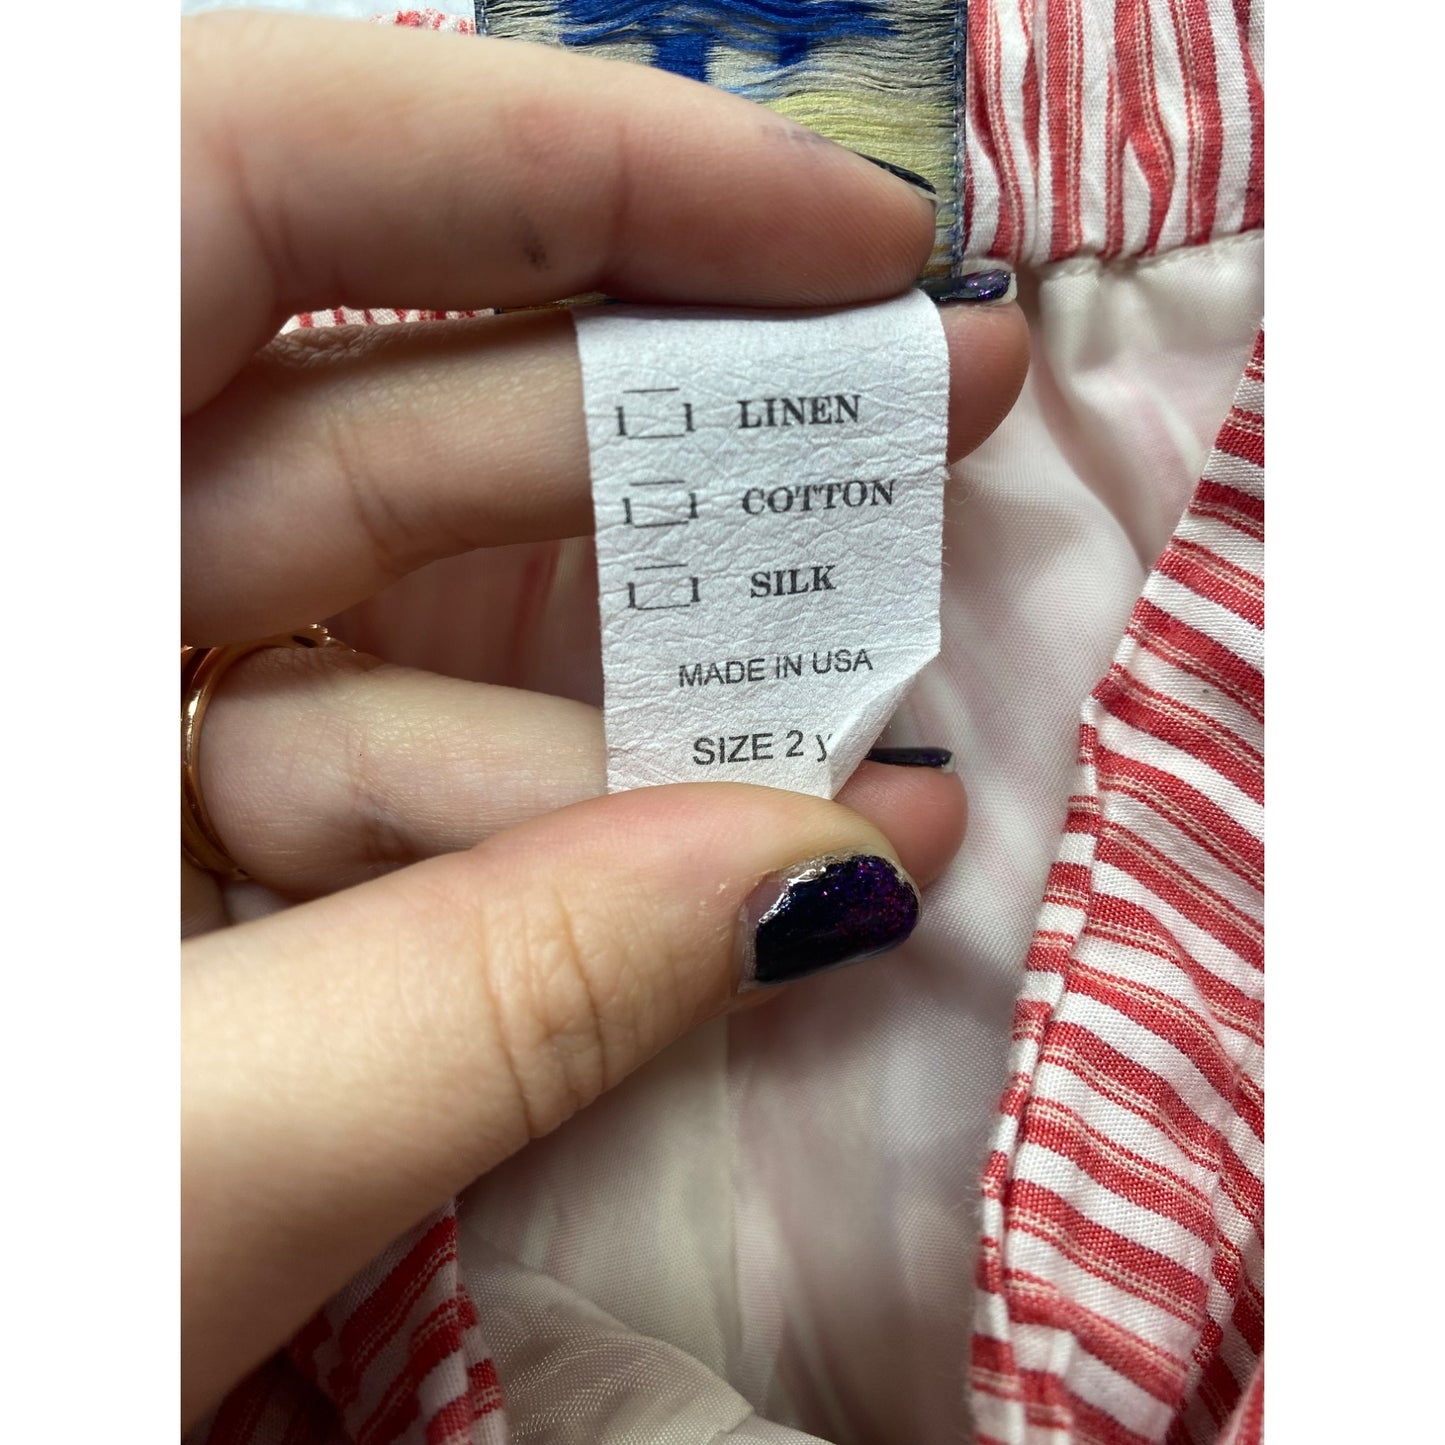 LINEN
COTTON
SILK
MADE IN USA
SIZE 2 y